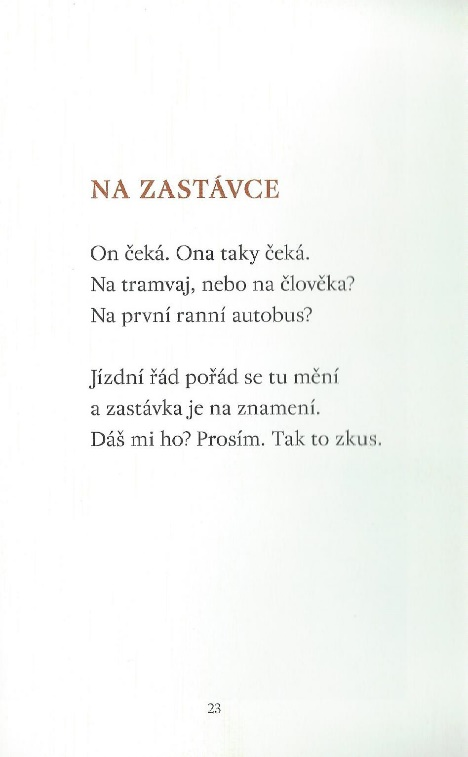 NA ZASTÁVCE
On čeká. Ona taky čeká.
Na tramvaj, nebo na člověka?
Na první ranní autobus?
Jízdní řád pořád se tu mění
a zastávka je na znamení.
Dáš mi ho? Prosím. Tak to zkus.
23